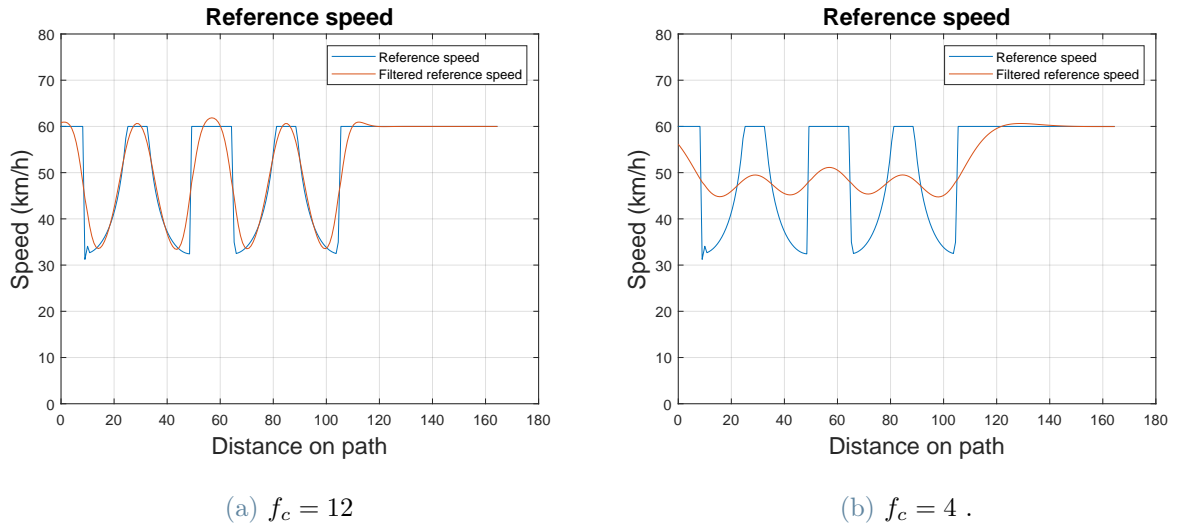 Reference speed
Reference speed
Filtered reference speed
Speed (km/h)
80
70
60
50
40
30
20
10
0
0 20 40 60 80 100 120 140 160 180
Distance on path
(a) f_c = 12
Reference speed
Reference speed
Filtered reference speed
Speed (km/h)
80
70
60
50
40
30
20
10
0
0 20 40 60 80 100 120 140 160 180
Distance on path
(b) f_c = 4 .